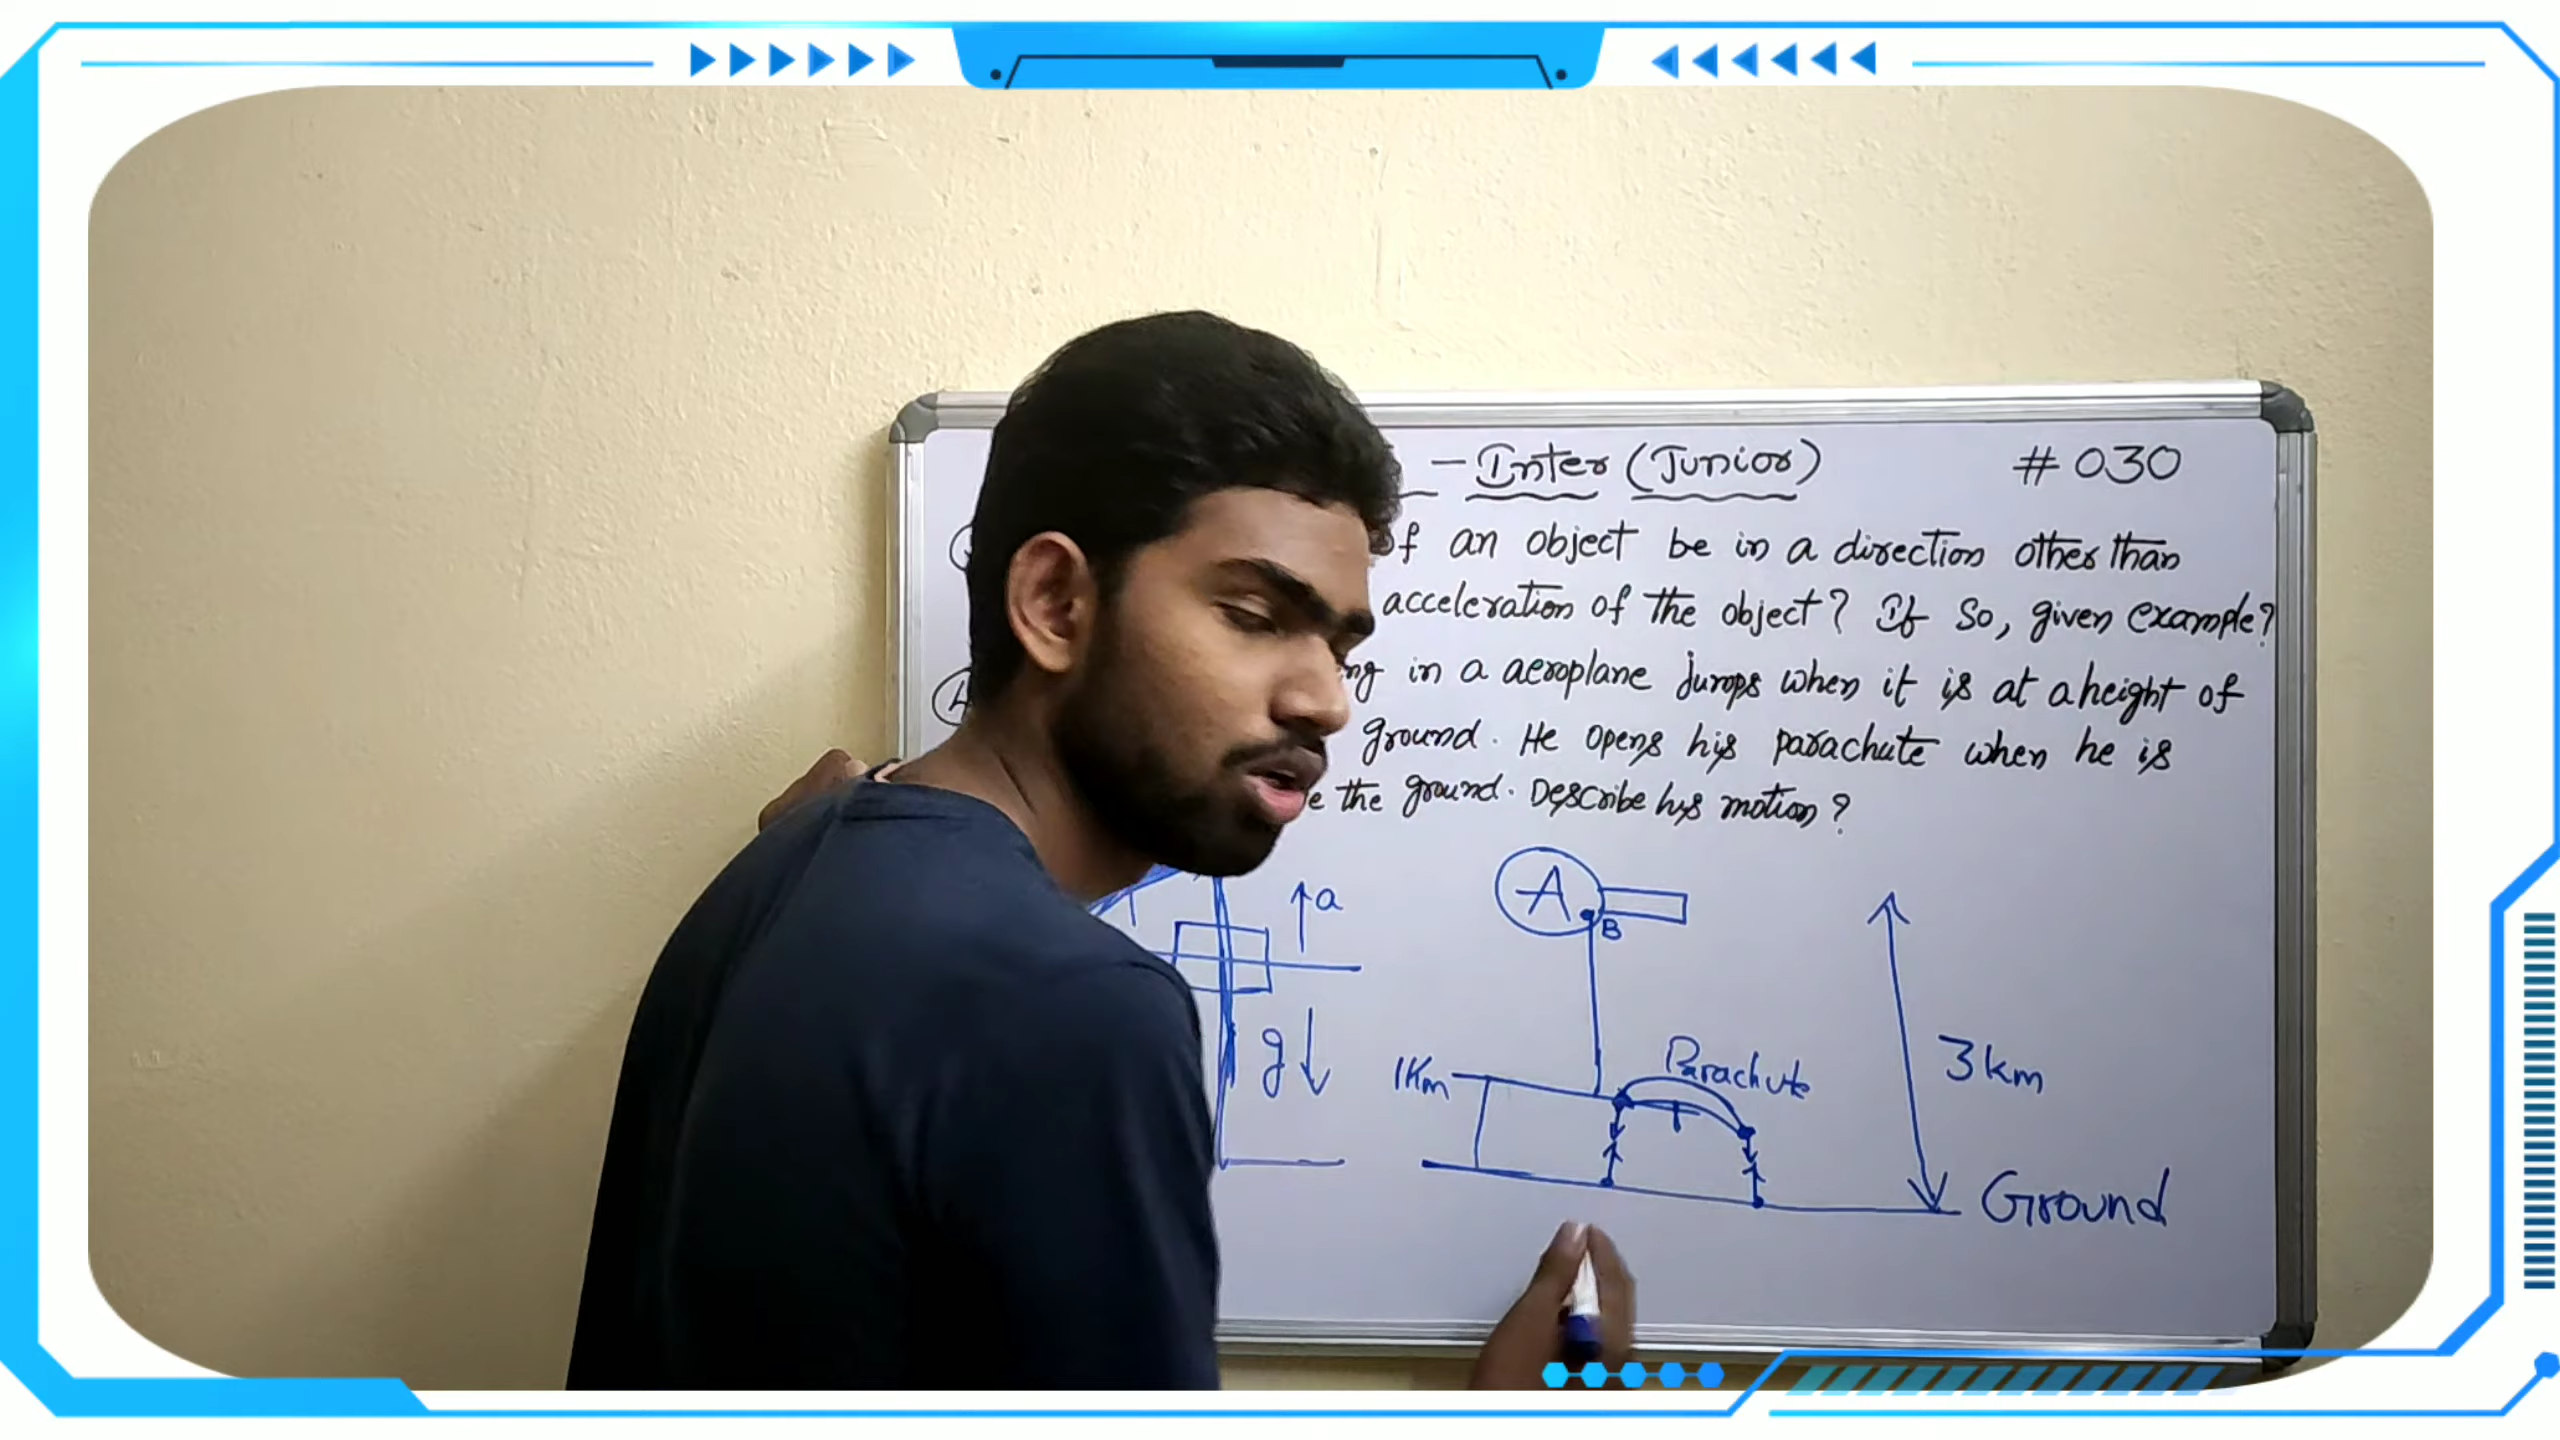 - Inter (Junior) #030
of an object be in a direction other than
acceleration of the object? If So, given example?
in a aeroplane jumps when it is at a height of
ground. He opens his parachute when he is
the ground. Describe his motion?
a
A
B
g
1Km
Parachute
3km
Ground